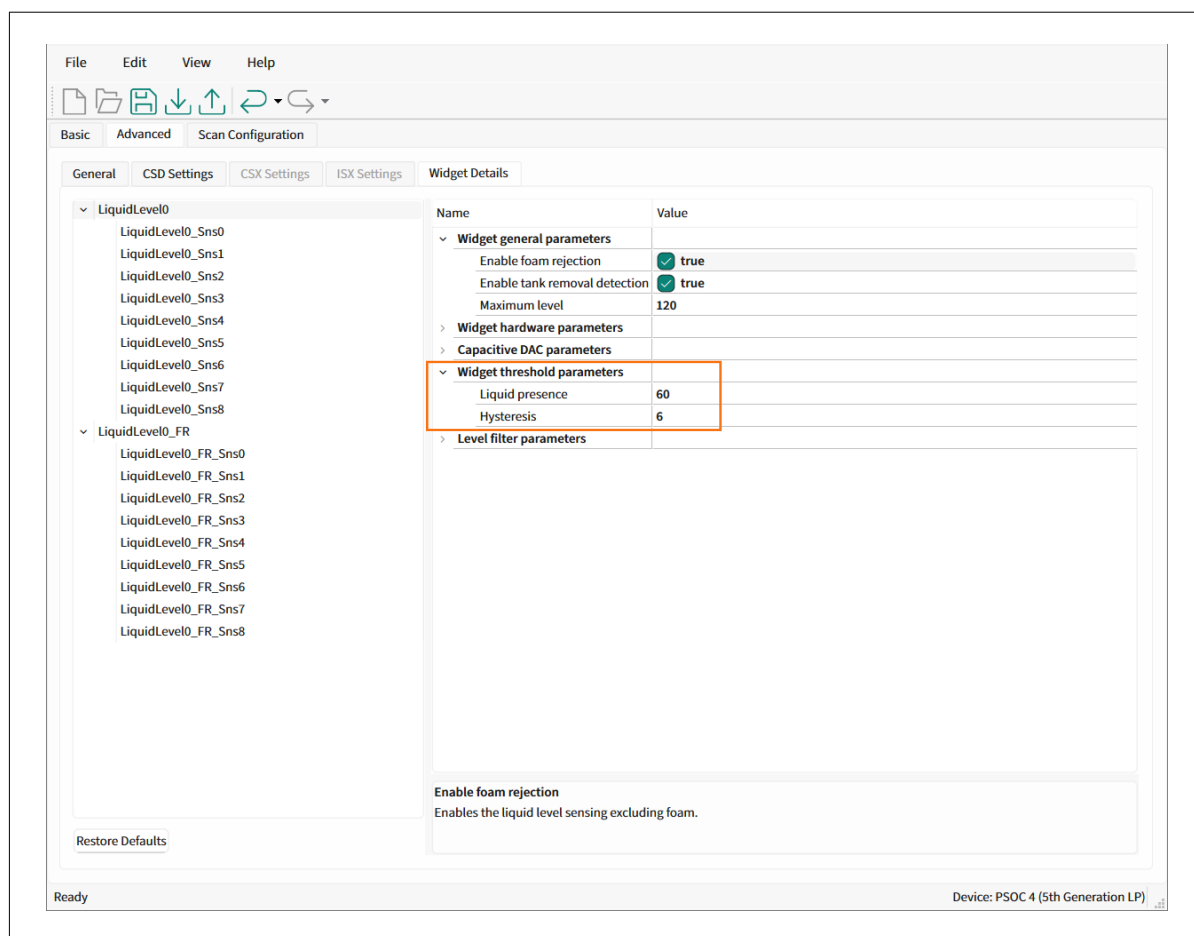 File Edit View Help
Basic Advanced Scan Configuration
General CSD Settings CSX Settings ISX Settings Widget Details
LiquidLevel0
LiquidLevel0_Sns0
LiquidLevel0_Sns1
LiquidLevel0_Sns2
LiquidLevel0_Sns3
LiquidLevel0_Sns4
LiquidLevel0_Sns5
LiquidLevel0_Sns6
LiquidLevel0_Sns7
LiquidLevel0_Sns8
LiquidLevel0_FR
LiquidLevel0_FR_Sns0
LiquidLevel0_FR_Sns1
LiquidLevel0_FR_Sns2
LiquidLevel0_FR_Sns3
LiquidLevel0_FR_Sns4
LiquidLevel0_FR_Sns5
LiquidLevel0_FR_Sns6
LiquidLevel0_FR_Sns7
LiquidLevel0_FR_Sns8
Restore Defaults
Name Value
Widget general parameters
Enable foam rejection true
Enable tank removal detection true
Maximum level 120
Widget hardware parameters
Capacitive DAC parameters
Widget threshold parameters
Liquid presence 60
Hysteresis 6
Level filter parameters
Enable foam rejection
Enables the liquid level sensing excluding foam.
Ready Device: PSOC 4 (5th Generation LP)